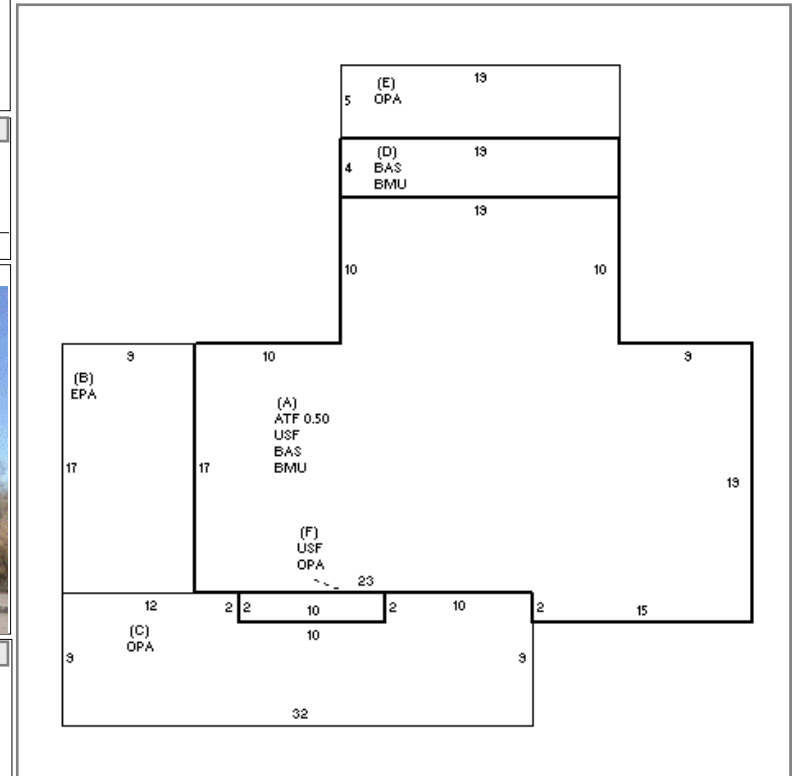 19
(E)
5 OPA
(D) 19
4 BAS
BMU
19
10 10
9 10 9
(B)
EPA
(A)
ATF 0.50
USF
BAS
BMU
17 17
19
(F)
USF
OPA
23
12 2 2 10 2 10 2 15
(C) 10
OPA
9 9
32